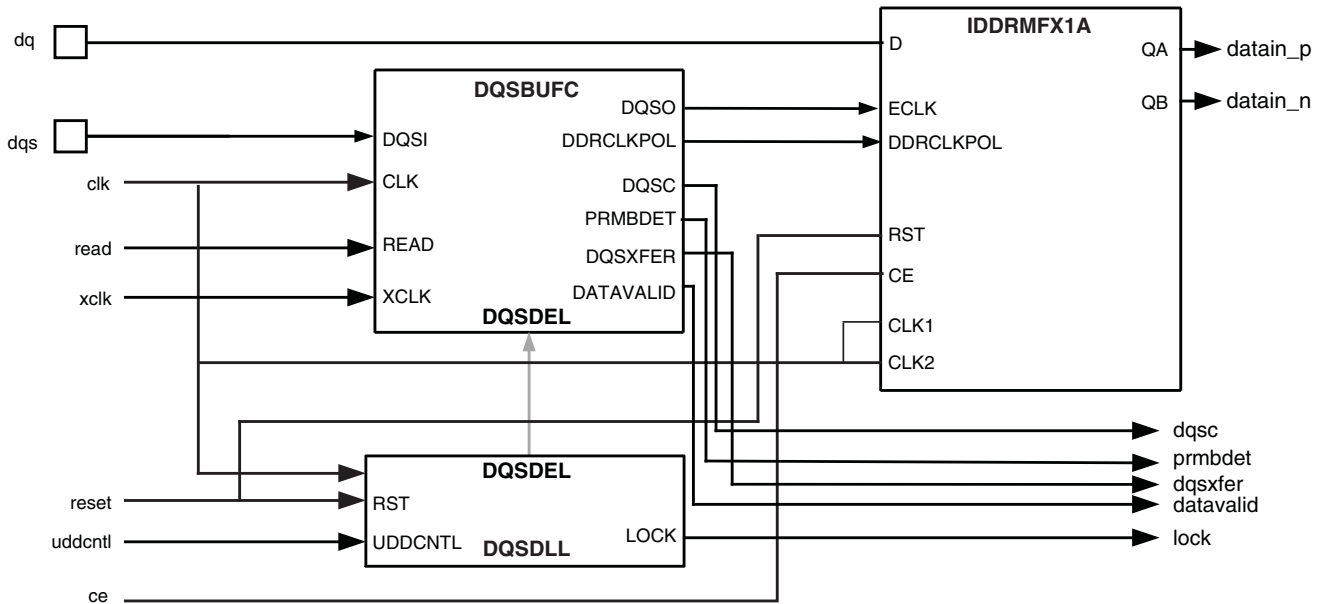 IDDRMFX1A
dq
D
QA
datain_p
QB
datain_n
DQSBUFC
DQSO
ECLK
dqs
DQSI
DDRCLKPOL
DDRCLKPOL
clk
CLK
DQSC
PRMBDET
read
READ
RST
DQSXFER
CE
xclk
XCLK
DATAVALID
DQSDEL
CLK1
CLK2
dqsc
prmbdet
dqsxfer
datavalid
DQSDEL
reset
RST
uddcntl
UDDCNTL
DQSDLL
LOCK
lock
ce